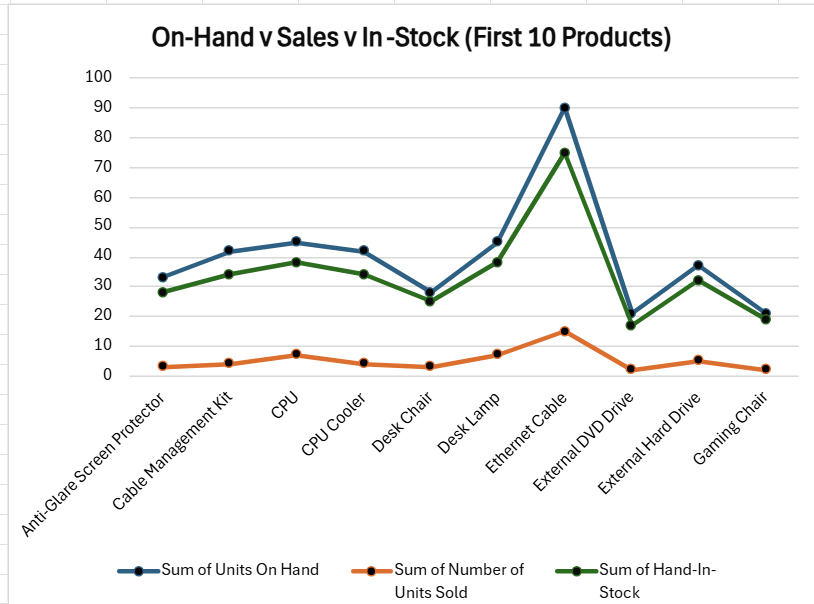 On-Hand v Sales v In -Stock (First 10 Products)
100
90
80
70
60
50
40
30
20
10
0
Anti-Glare Screen Protector
Cable Management Kit
CPU
CPU Cooler
Desk Chair
Desk Lamp
Ethernet Cable
External DVD Drive
External Hard Drive
Gaming Chair
Sum of Units On Hand
Sum of Number of
Units Sold
Sum of Hand-In-
Stock